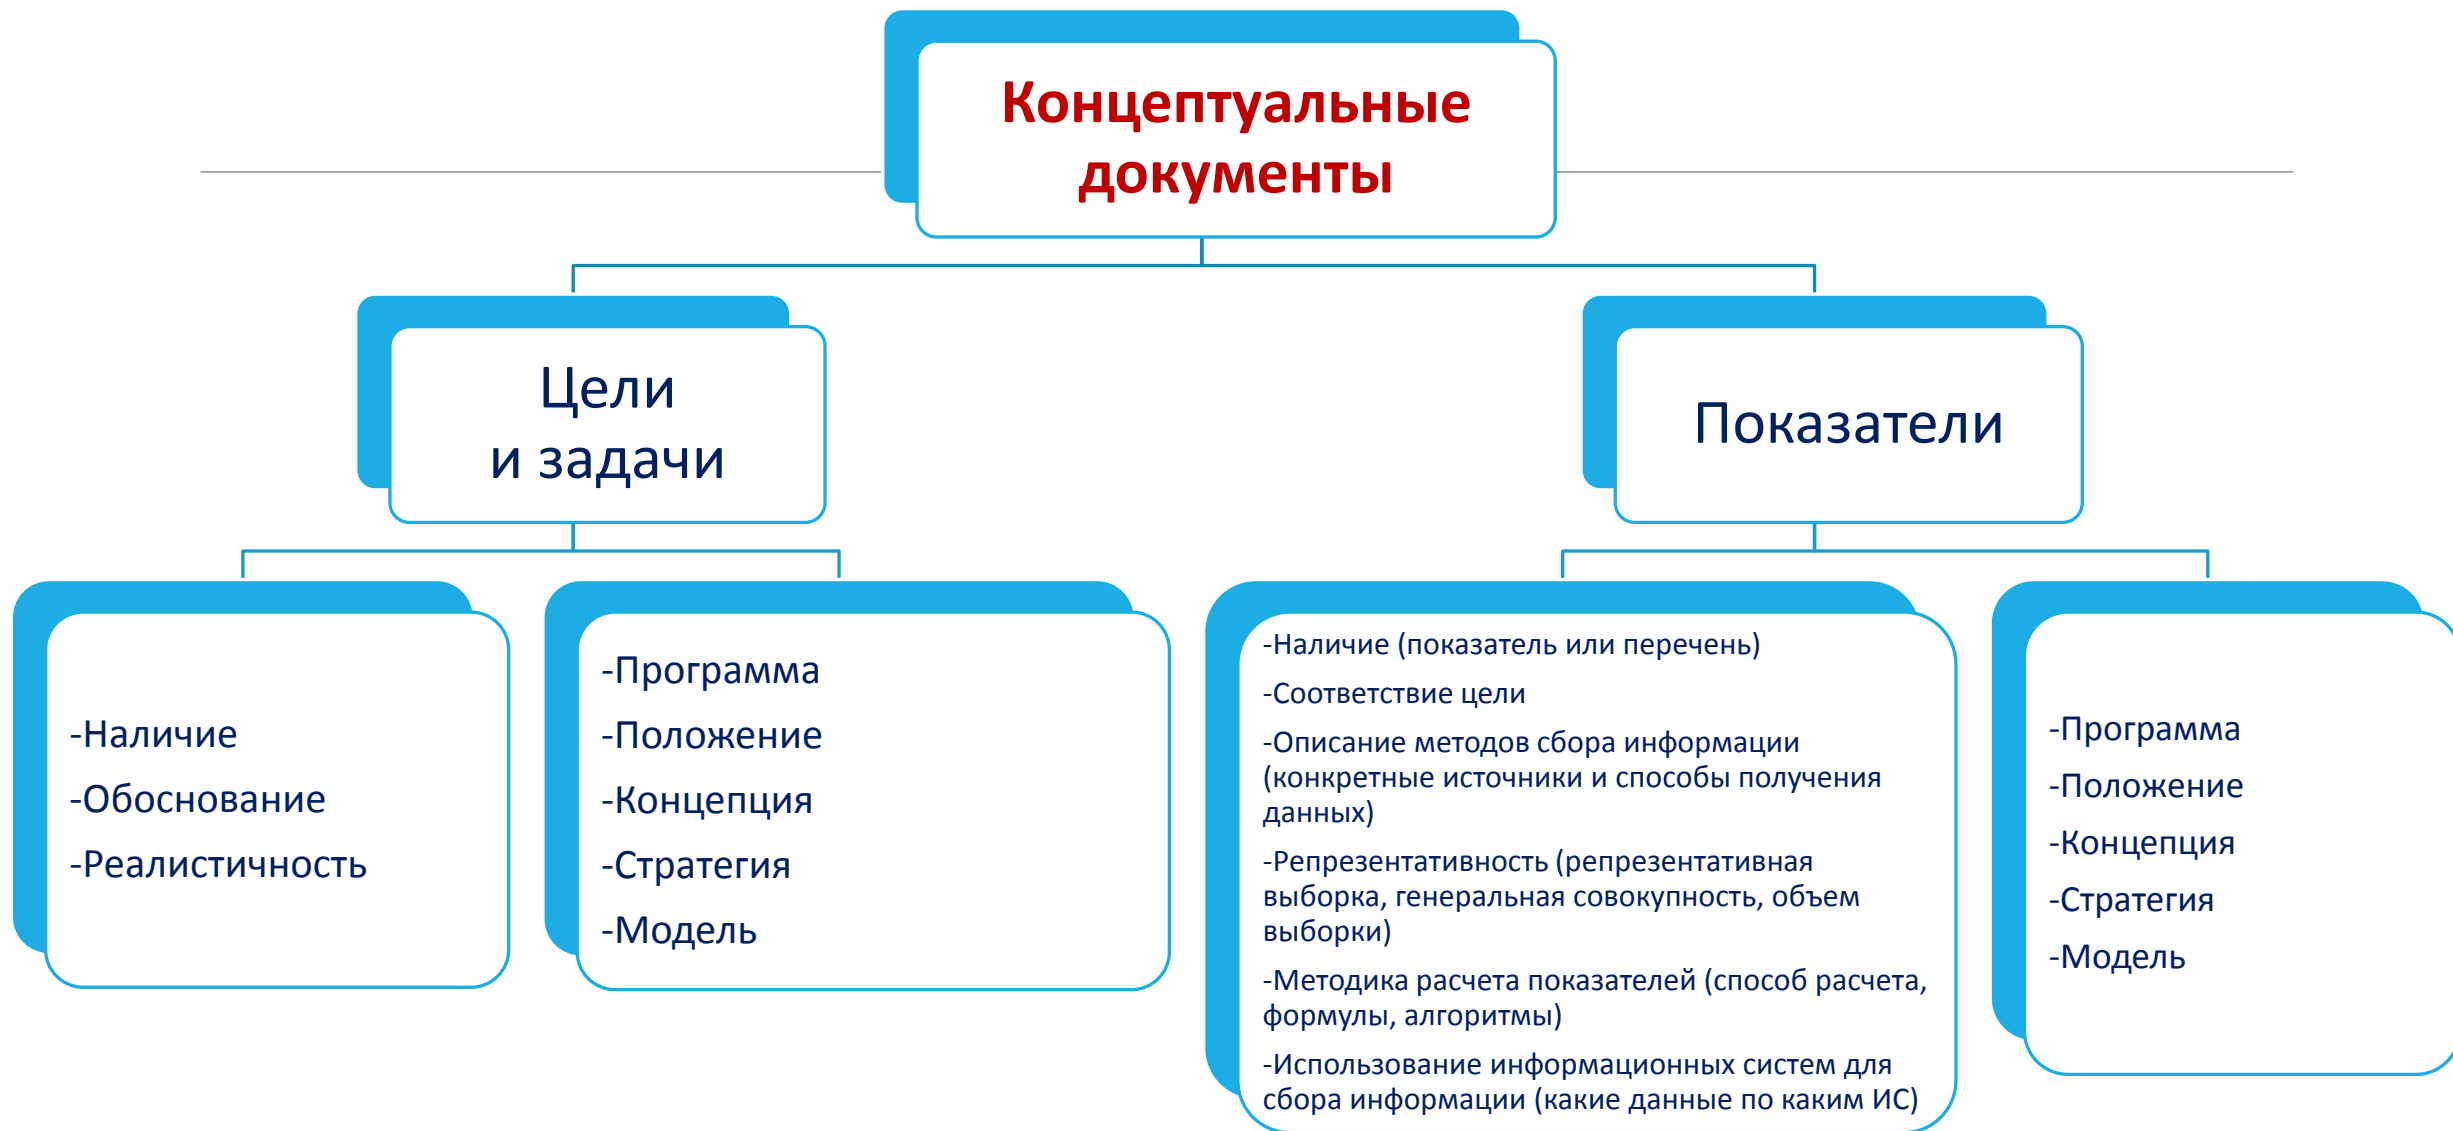 Концептуальные
документы
Цели
и задачи
Показатели
-Наличие
-Обоснование
-Реалистичность
-Программа
-Положение
-Концепция
-Стратегия
-Модель
-Наличие (показатель или перечень)
-Соответствие цели
-Описание методов сбора информации
(конкретные источники и способы получения
данных)
-Репрезентативность (репрезентативная
выборка, генеральная совокупность, объем
выборки)
-Методика расчета показателей (способ расчета,
формулы, алгоритмы)
-Использование информационных систем для
сбора информации (какие данные по каким ИС)
-Программа
-Положение
-Концепция
-Стратегия
-Модель